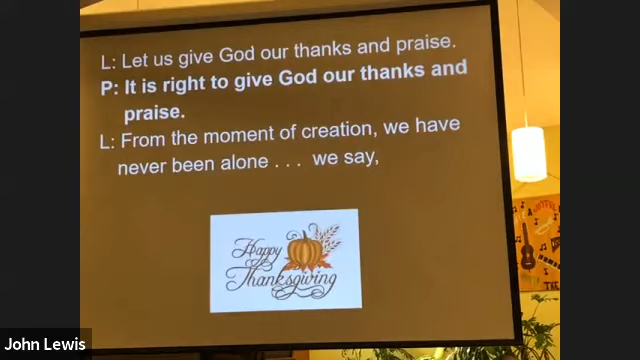 L: Let us give God our thanks and praise.
P: It is right to give God our thanks and
praise.
L: From the moment of creation, we have
never been alone . . .  we say,
Happy
Thanksgiving
A JOYFUL
John Lewis